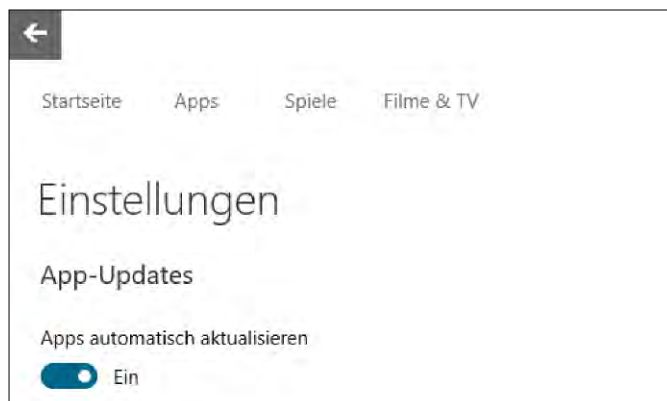 Startseite Apps Spiele Filme & TV
Einstellungen
App-Updates
Apps automatisch aktualisieren
Ein